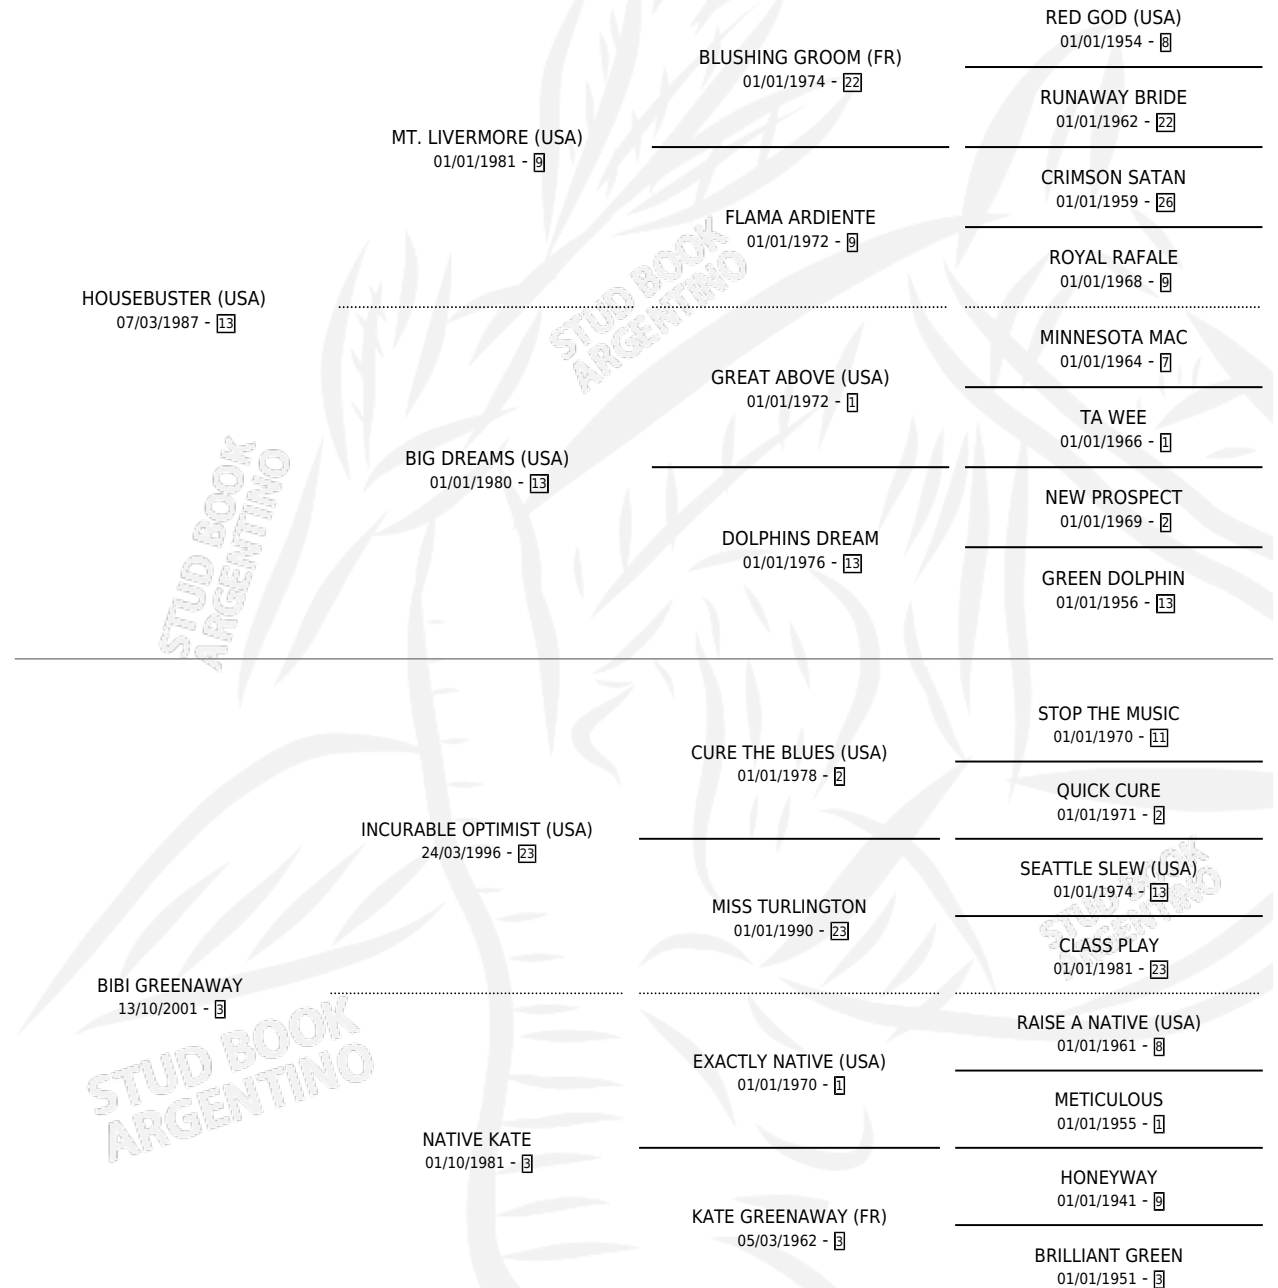 RED GOD (USA)
01/01/1954 - 8
BLUSHING GROOM (FR)
01/01/1974 - 22
RUNAWAY BRIDE
01/01/1962 - 22
MT. LIVERMORE (USA)
01/01/1981 - 9
CRIMSON SATAN
01/01/1959 - 26
FLAMA ARDIENTE
01/01/1972 - 9
ROYAL RAFALE
01/01/1968 - 9
HOUSEBUSTER (USA)
07/03/1987 - 13
MINNESOTA MAC
01/01/1964 - 7
GREAT ABOVE (USA)
01/01/1972 - 1
TA WEE
01/01/1966 - 1
BIG DREAMS (USA)
01/01/1980 - 13
NEW PROSPECT
01/01/1969 - 2
DOLPHINS DREAM
01/01/1976 - 13
GREEN DOLPHIN
01/01/1956 - 13
STUD BOOK
ARGENTINO
STUD BOOK
ARGENTINO
STOP THE MUSIC
01/01/1970 - 11
CURE THE BLUES (USA)
01/01/1978 - 2
QUICK CURE
01/01/1971 - 2
INCURABLE OPTIMIST (USA)
24/03/1996 - 23
SEATTLE SLEW (USA)
01/01/1974 - 13
MISS TURLINGTON
01/01/1990 - 23
CLASS PLAY
01/01/1981 - 23
STUD BOOK
ARGENTINO
BIBI GREENAWAY
13/10/2001 - 3
RAISE A NATIVE (USA)
01/01/1961 - 8
EXACTLY NATIVE (USA)
01/01/1970 - 1
METICULOUS
01/01/1955 - 1
STUD BOOK
ARGENTINO
NATIVE KATE
01/10/1981 - 3
HONEYWAY
01/01/1941 - 9
KATE GREENAWAY (FR)
05/03/1962 - 3
BRILLIANT GREEN
01/01/1951 - 3